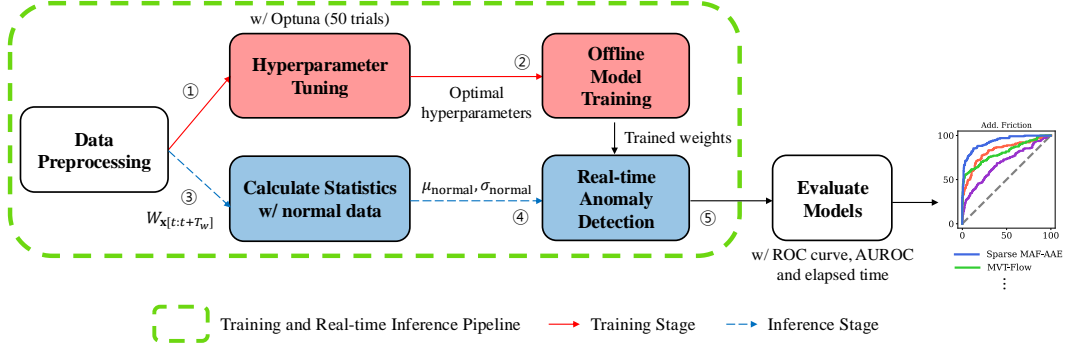 w/ Optuna (50 trials)
Hyperparameter
Tuning
②
Offline
Model
Training
①
Optimal
hyperparameters
Data
Preprocessing
Trained weights
③
W𝐱[t:t+T_w]
Calculate Statistics
w/ normal data
μnormal, σnormal
④
Real-time
Anomaly
Detection
⑤
Evaluate
Models
w/ ROC curve, AUROC
and elapsed time
Add. Friction
100
50
0
0 50 100
Sparse MAF-AAE
MVT-Flow
⋮
Training and Real-time Inference Pipeline
Training Stage
Inference Stage